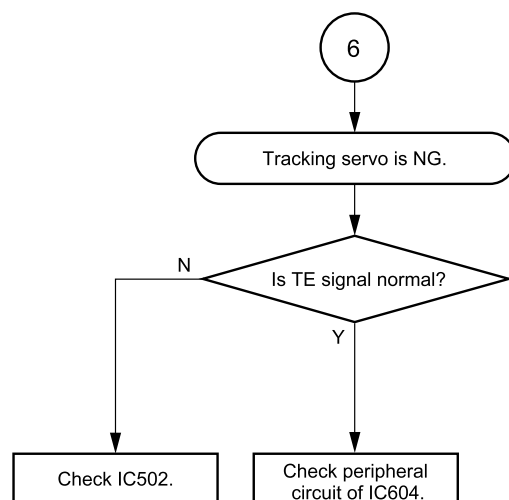 6
Tracking servo is NG.
Is TE signal normal?
N
Y
Check IC502.
Check peripheral
circuit of IC604.